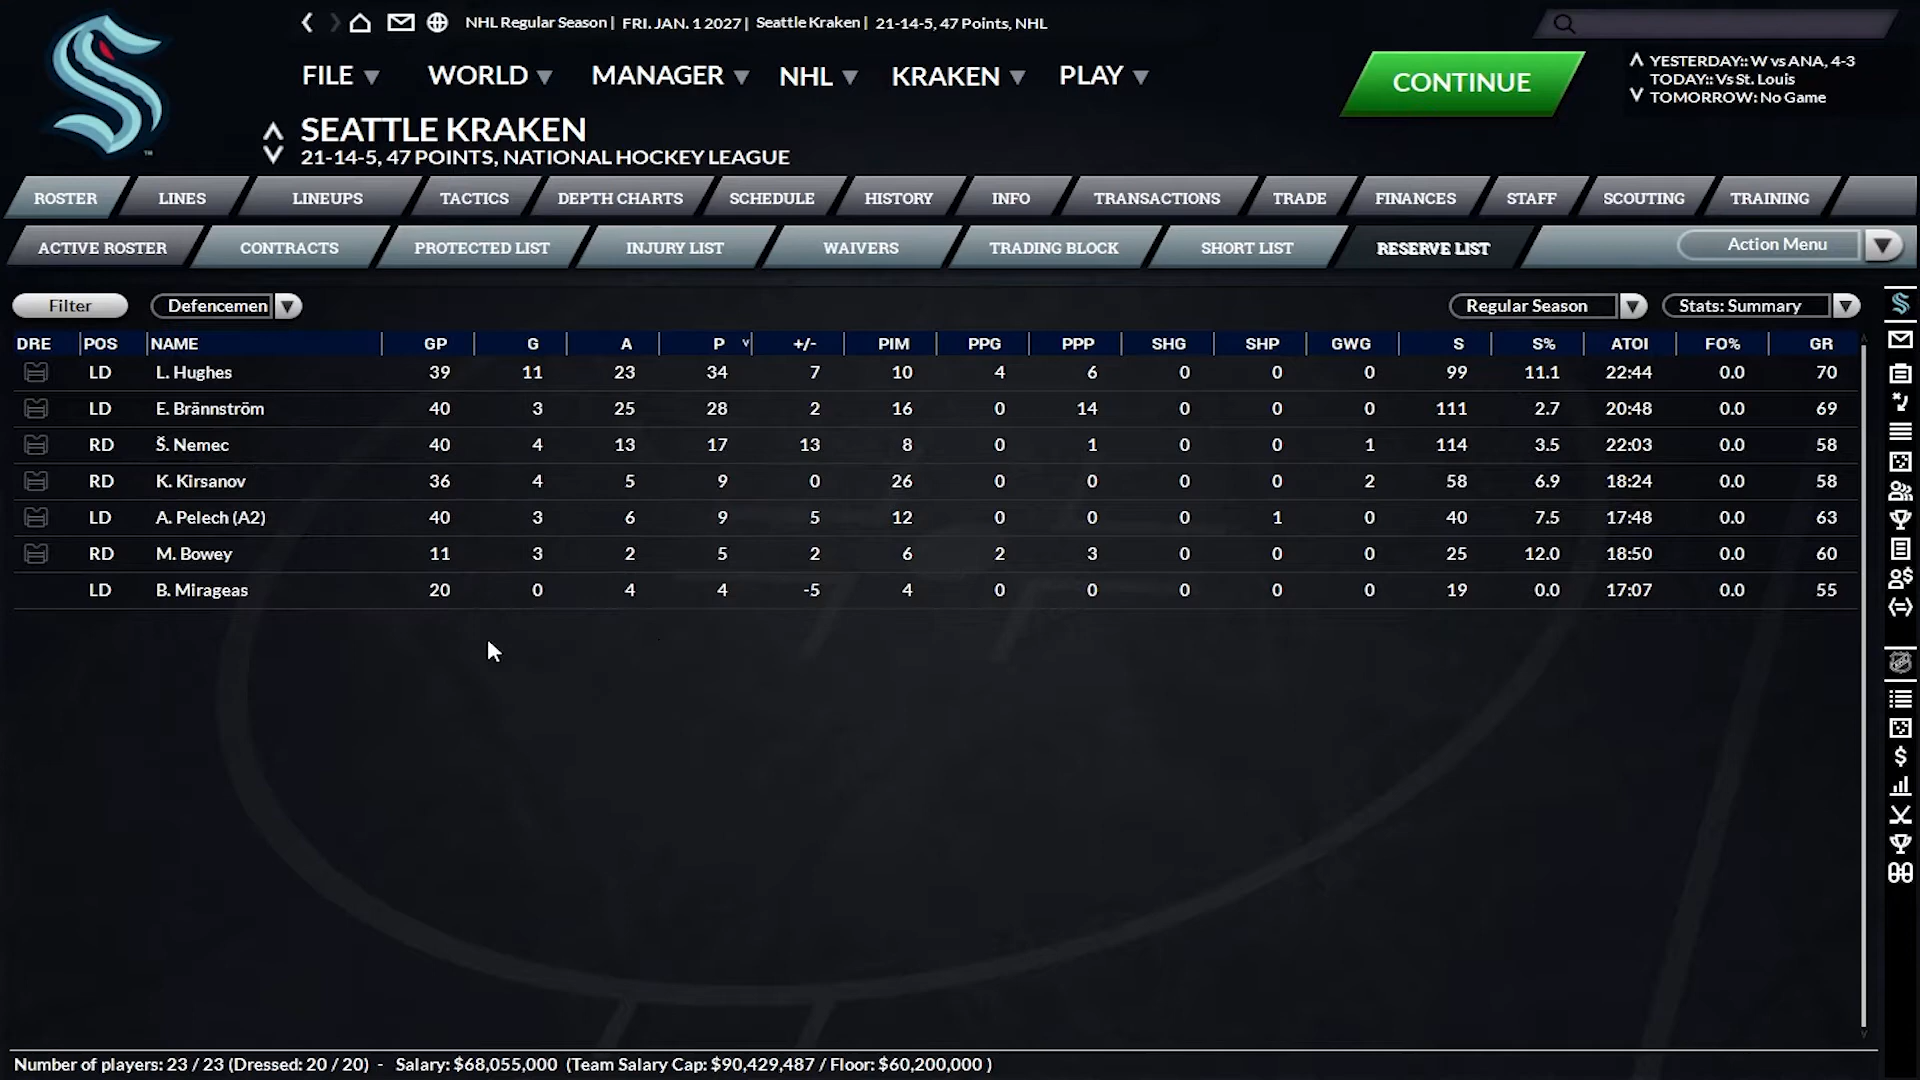 NHL Regular Season | FRI. JAN. 1 2027 | Seattle Kraken | 21-14-5, 47 Points, NHL
FILE WORLD MANAGER NHL KRAKEN PLAY
CONTINUE
YESTERDAY:: W vs ANA, 4-3
TODAY:: Vs St. Louis
TOMORROW: No Game
SEATTLE KRAKEN
21-14-5, 47 POINTS, NATIONAL HOCKEY LEAGUE
ROSTER LINES LINEUPS TACTICS DEPTH CHARTS SCHEDULE HISTORY INFO TRANSACTIONS TRADE FINANCES STAFF SCOUTING TRAINING
ACTIVE ROSTER CONTRACTS PROTECTED LIST INJURY LIST WAIVERS TRADING BLOCK SHORT LIST RESERVE LIST Action Menu
Filter Defencemen Regular Season Stats: Summary
DRE POS NAME GP G A P v +/- PIM PPG PPP SHG SHP GWG S S% ATOI FO% GR
LD L. Hughes 39 11 23 34 7 10 4 6 0 0 0 99 11.1 22:44 0.0 70
LD E. Brännström 40 3 25 28 2 16 0 14 0 0 0 111 2.7 20:48 0.0 69
RD Š. Nemec 40 4 13 17 13 8 0 1 0 0 1 114 3.5 22:03 0.0 58
RD K. Kirsanov 36 4 5 9 0 26 0 0 0 0 2 58 6.9 18:24 0.0 58
LD A. Pelech (A2) 40 3 6 9 5 12 0 0 0 1 0 40 7.5 17:48 0.0 63
RD M. Bowey 11 3 2 5 2 6 2 3 0 0 0 25 12.0 18:50 0.0 60
LD B. Mirageas 20 0 4 4 -5 4 0 0 0 0 0 19 0.0 17:07 0.0 55
Number of players: 23 / 23 (Dressed: 20 / 20) - Salary: $68,055,000 (Team Salary Cap: $90,429,487 / Floor: $60,200,000 )